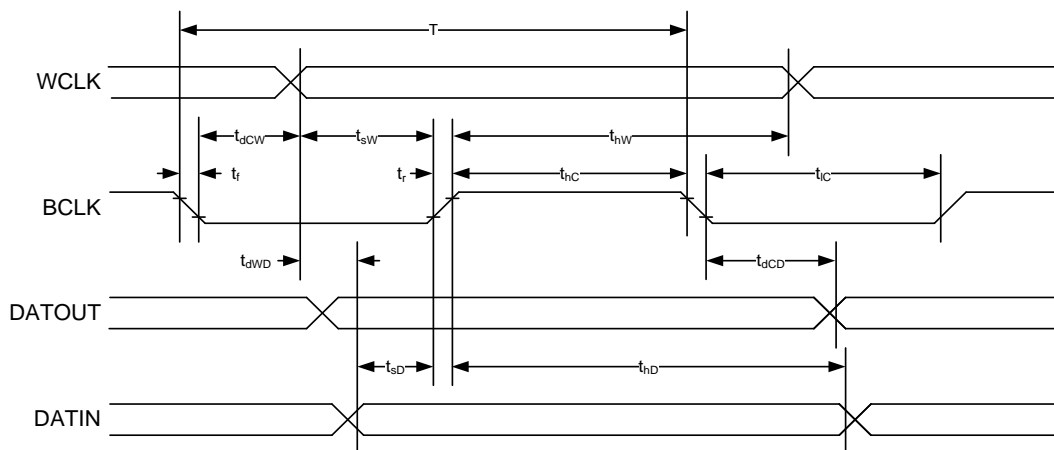 T
WCLK
tdCW
tsW
thW
tf
tr
thC
tlC
BCLK
tdWD
tdCD
DATOUT
tsD
thD
DATIN